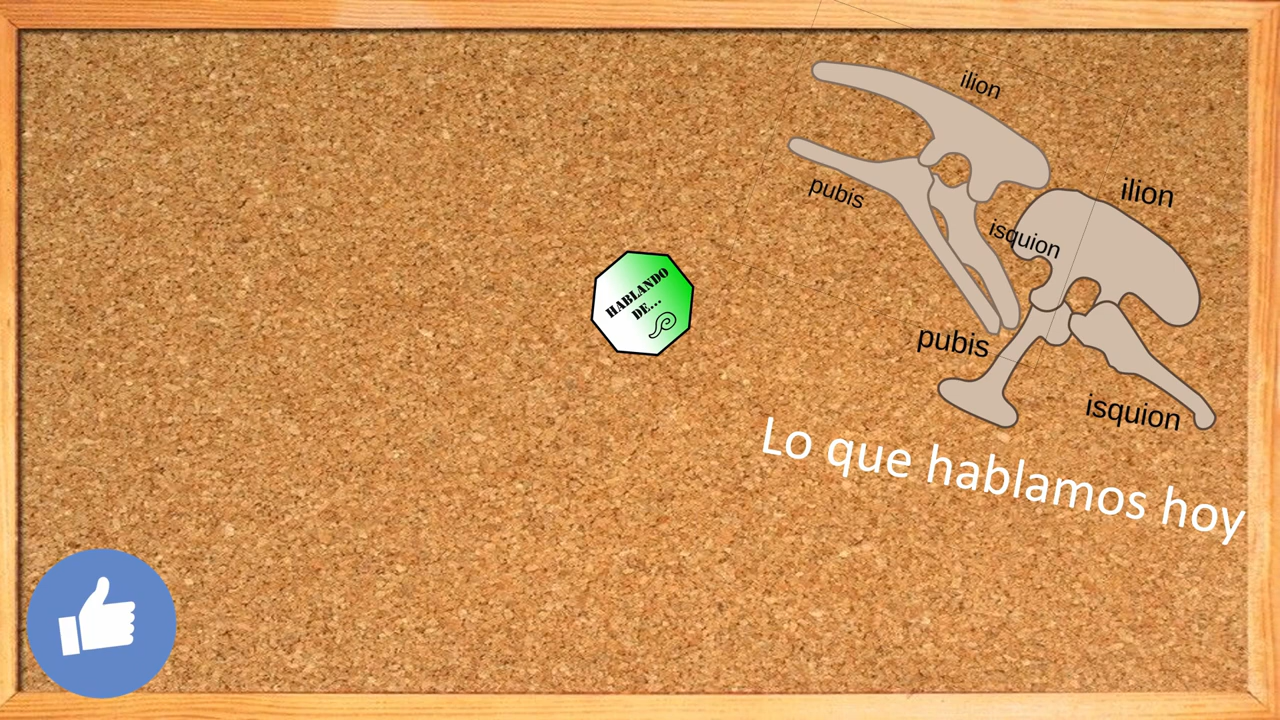 ilion
pubis
isquion
ilion
pubis
isquion
HABLANDO
DE...
Lo que hablamos hoy